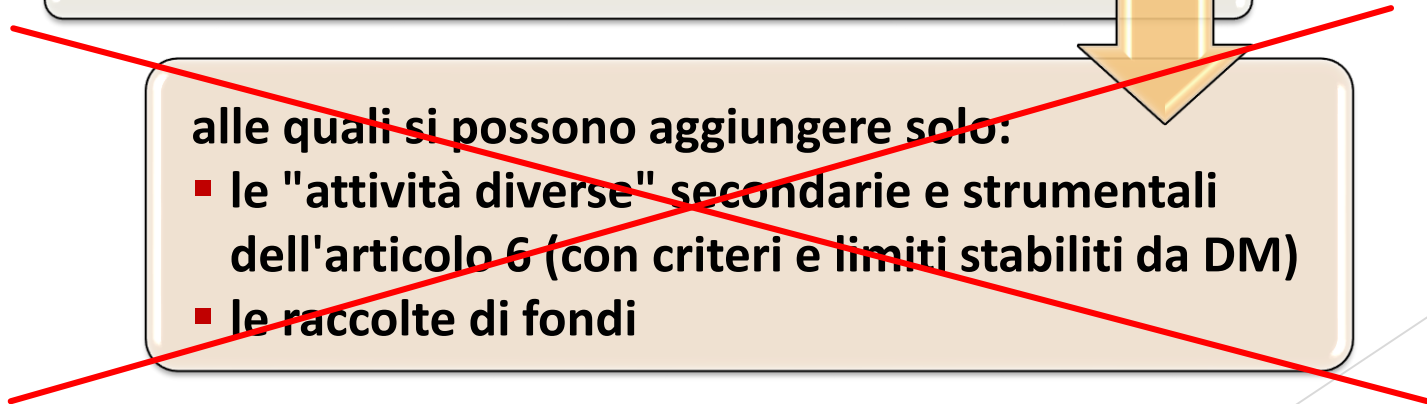 alle quali si possono aggiungere solo:
▪ le "attività diverse" secondarie e strumentali
dell'articolo 6 (con criteri e limiti stabiliti da DM)
▪ le raccolte di fondi